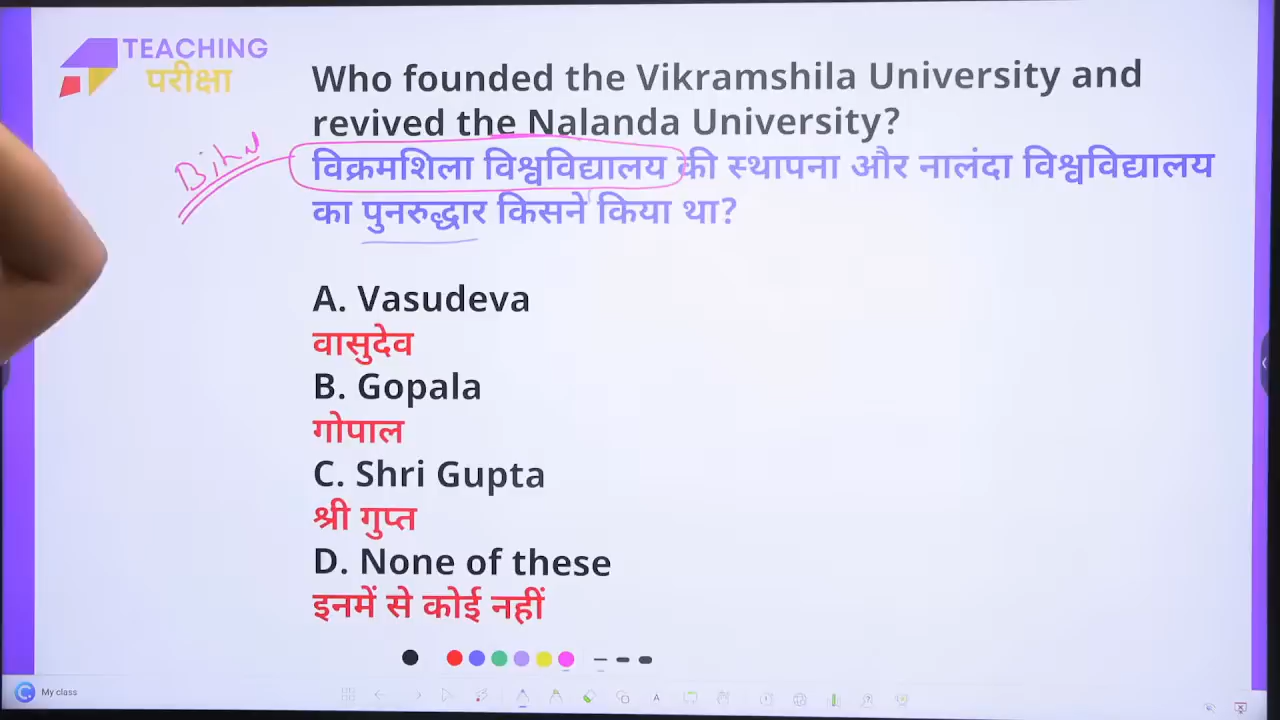 TEACHING
परीक्षा
Who founded the Vikramshila University and
revived the Nalanda University?
Bihar
विक्रमशिला विश्वविद्यालय की स्थापना और नालंदा विश्वविद्यालय
का पुनरुद्धार किसने किया था?
A. Vasudeva
वासुदेव
B. Gopala
गोपाल
C. Shri Gupta
श्री गुप्त
D. None of these
इनमें से कोई नहीं
My class